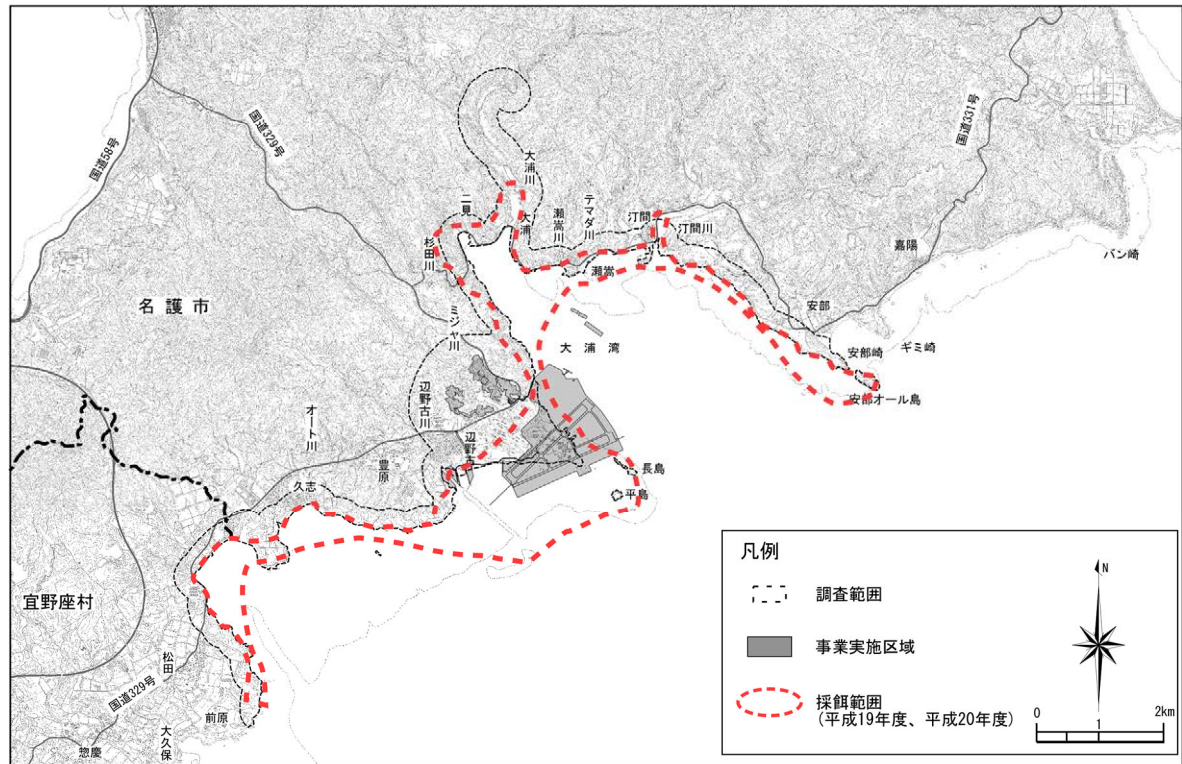 国道58号
国道329号
国道331号
大浦川
二見
大浦
瀬嵩川
テマダ川
汀間
汀間川
杉田川
瀬嵩
嘉陽
バン崎
名護市
ミジャ川
大浦湾
安部
安部崎
ギミ崎
安部オール島
辺野古川
オート川
辺野古
豊原
久志
長島
平島
宜野座村
松田
国道329号
前原
大久保
惣慶
凡例
調査範囲
事業実施区域
採餌範囲
(平成19年度、平成20年度)
N
0 1 2km